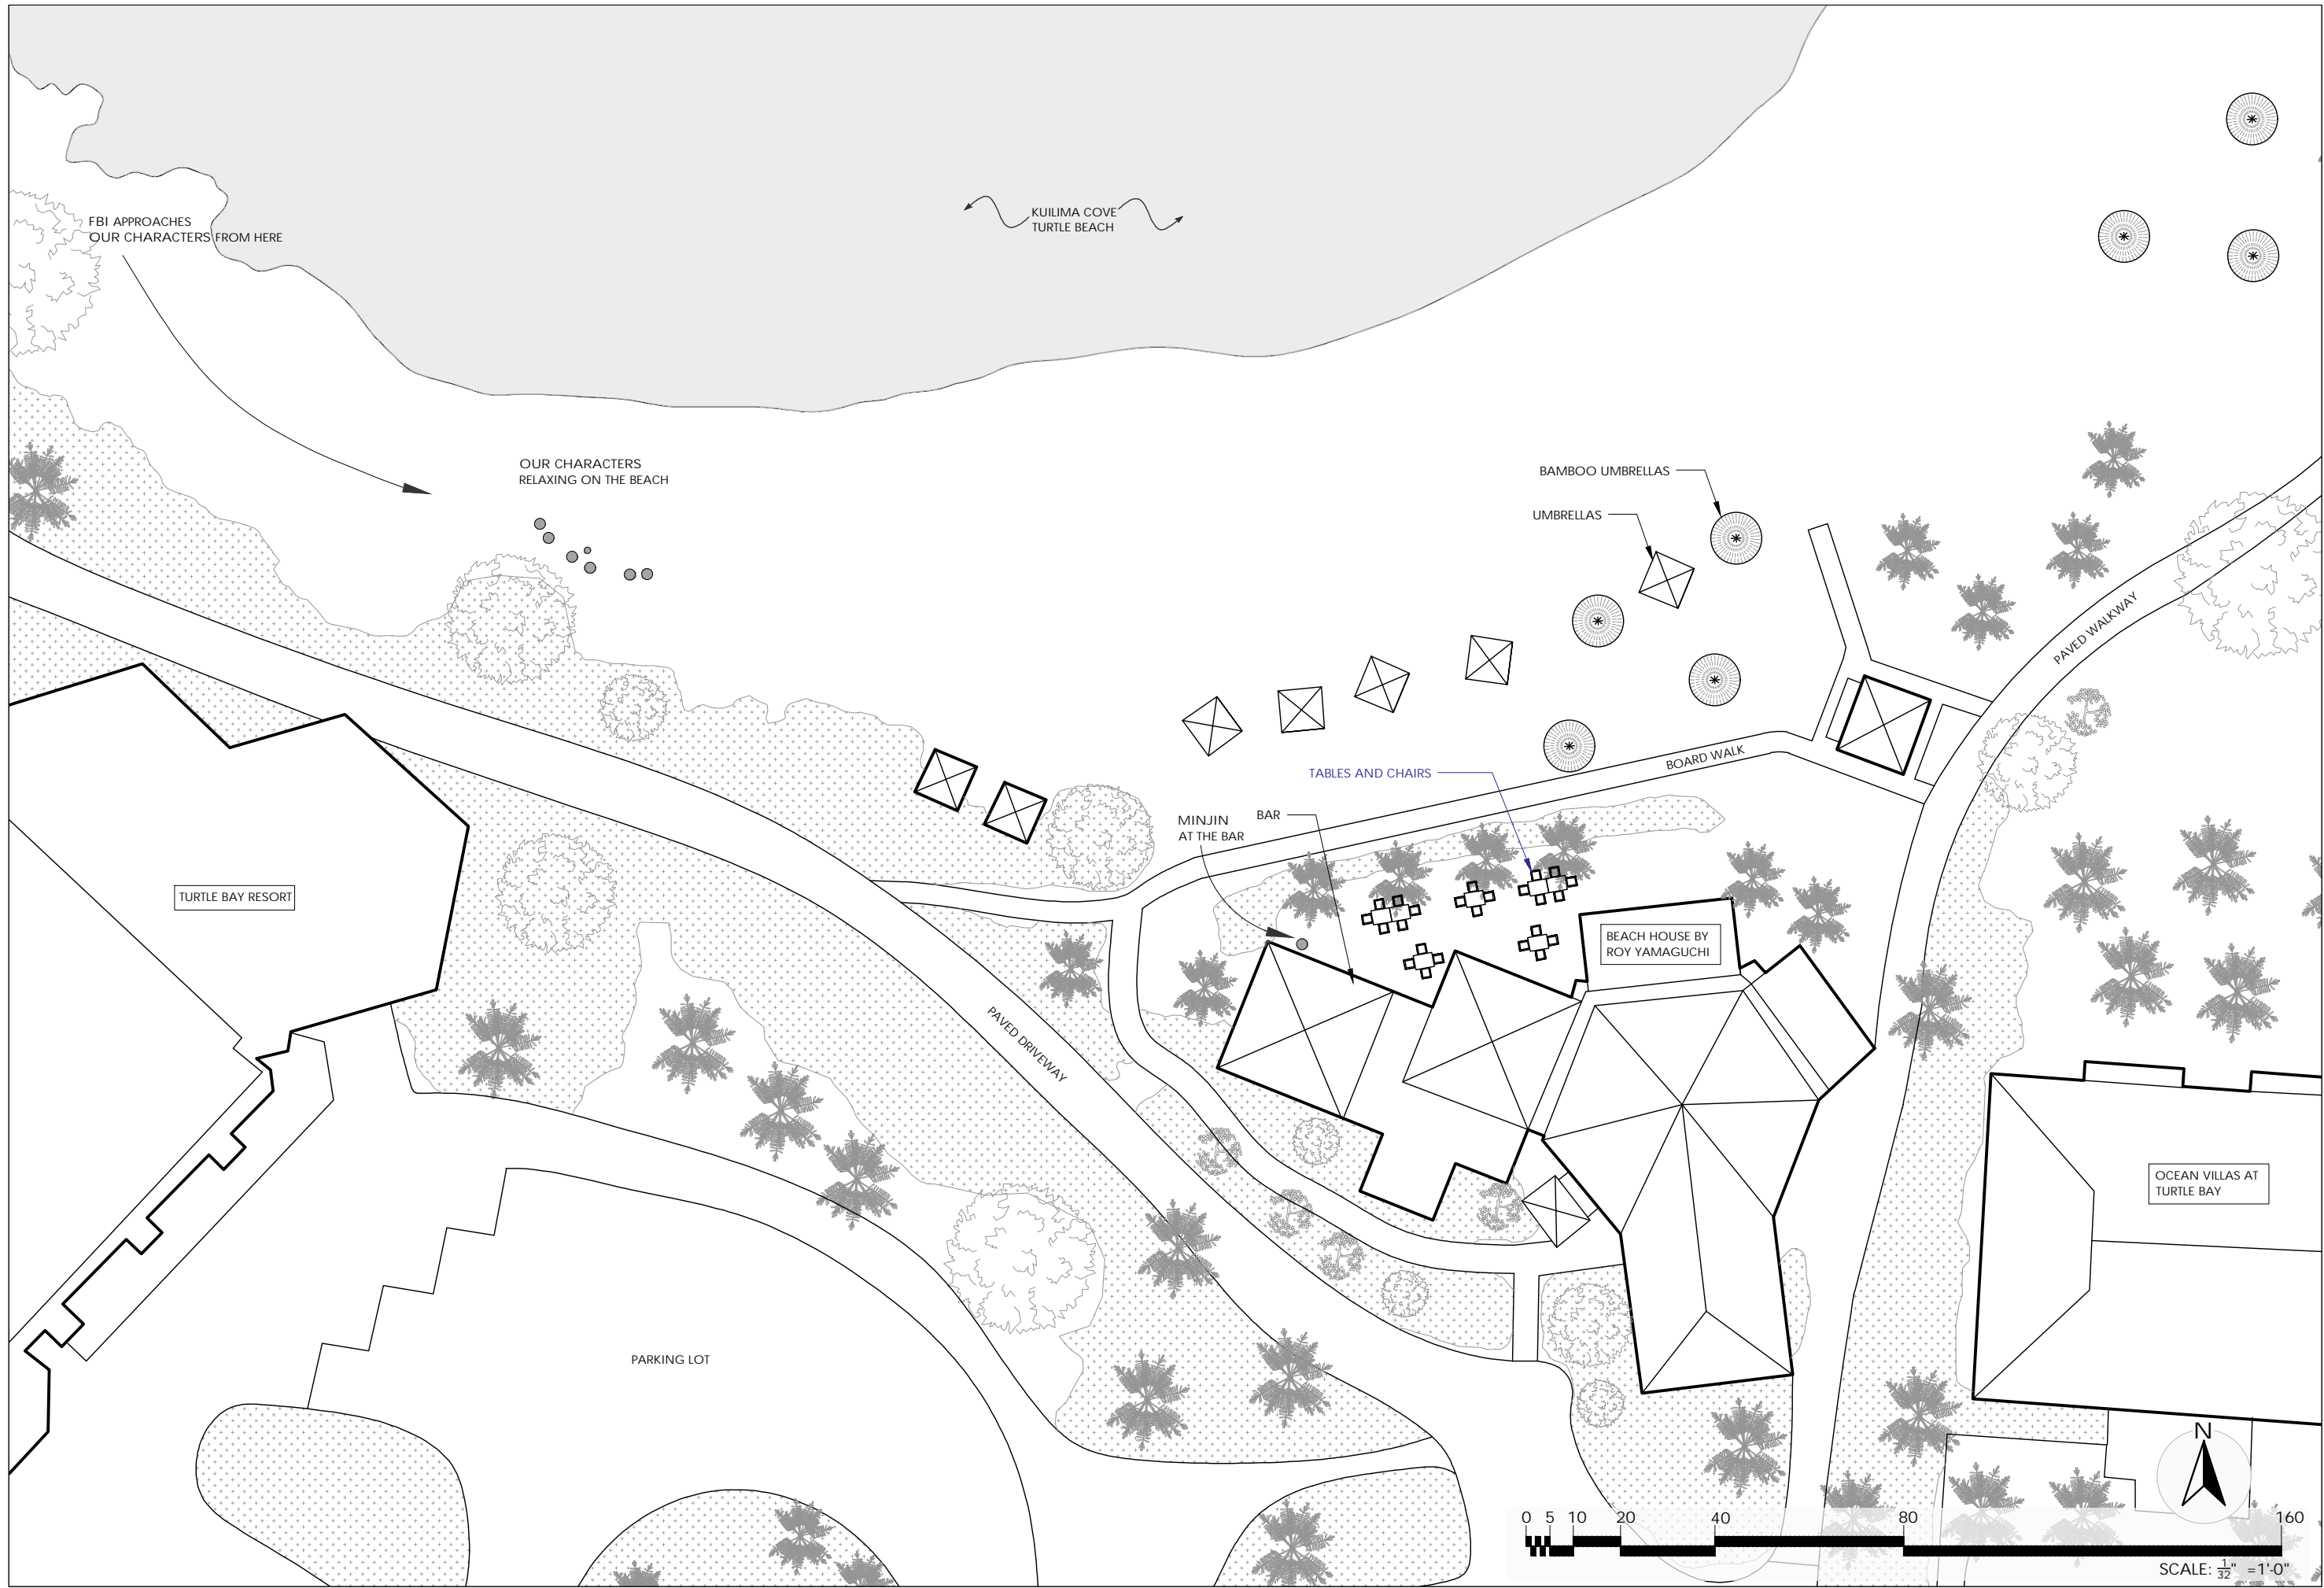 FBI APPROACHES
OUR CHARACTERS FROM HERE
KUILIMA COVE
TURTLE BEACH
OUR CHARACTERS
RELAXING ON THE BEACH
BAMBOO UMBRELLAS
UMBRELLAS
PAVED WALKWAY
BOARD WALK
TABLES AND CHAIRS
BAR
MINJIN
AT THE BAR
TURTLE BAY RESORT
BEACH HOUSE BY
ROY YAMAGUCHI
PAVED DRIVEWAY
OCEAN VILLAS AT
TURTLE BAY
PARKING LOT
N
0 5 10 20 40 80 160
SCALE: 1/32" =1'-0"